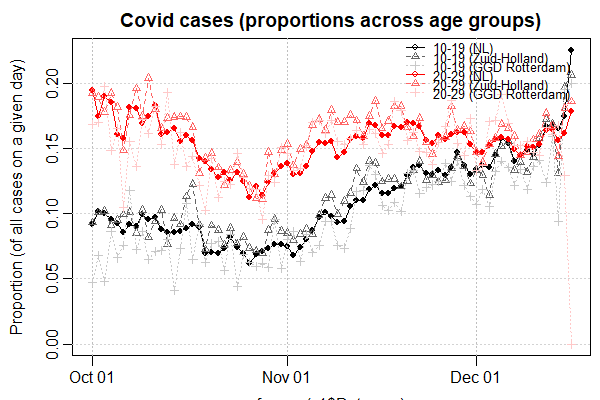 Covid cases (proportions across age groups)
Proportion (of all cases on a given day)
0.20
0.15
0.10
0.05
0.00
10-19 (NL)
10-19 (Zuid-Holland)
10-19 (GGD Rotterdam)
20-29 (NL)
20-29 (Zuid-Holland)
20-29 (GGD Rotterdam)
Oct 01
Nov 01
Dec 01